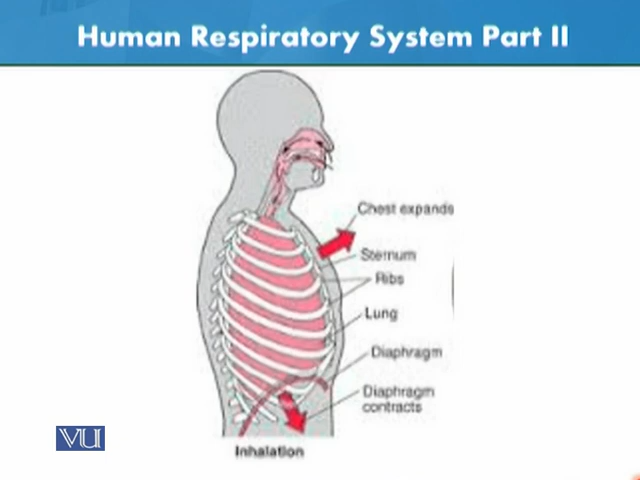 Human Respiratory System Part II
Chest expands
Sternum
Ribs
Lung
Diaphragm
Diaphragm
contracts
VU
Inhalation